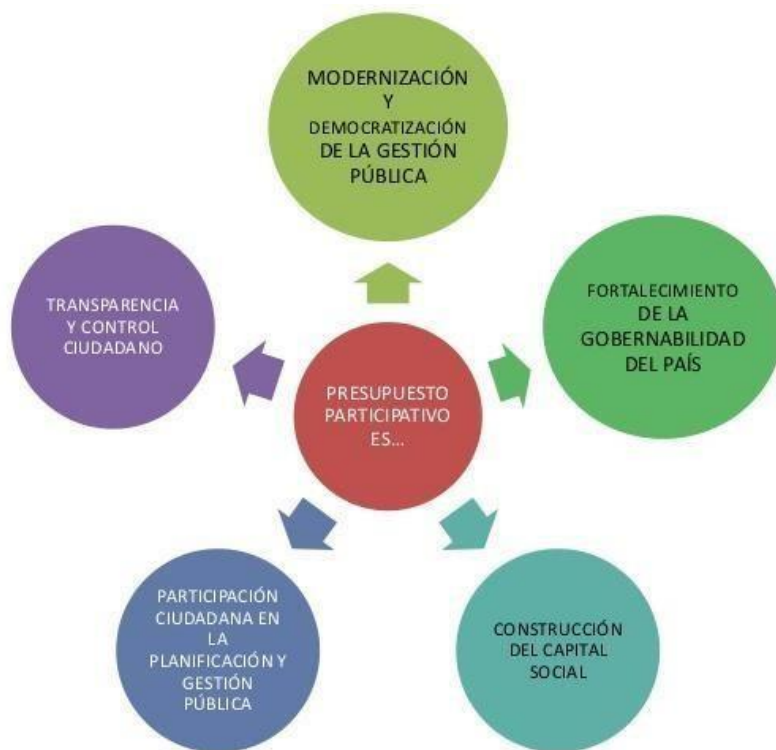 MODERNIZACIÓN
Y
DEMOCRATIZACIÓN
DE LA GESTIÓN
PÚBLICA
TRANSPARENCIA
Y CONTROL
CIUDADANO
FORTALECIMIENTO
DE LA
GOBERNABILIDAD
DEL PAÍS
PRESUPUESTO
PARTICIPATIVO
ES...
PARTICIPACIÓN
CIUDADANA EN
LA
PLANIFICACIÓN Y
GESTIÓN
PÚBLICA
CONSTRUCCIÓN
DEL CAPITAL
SOCIAL